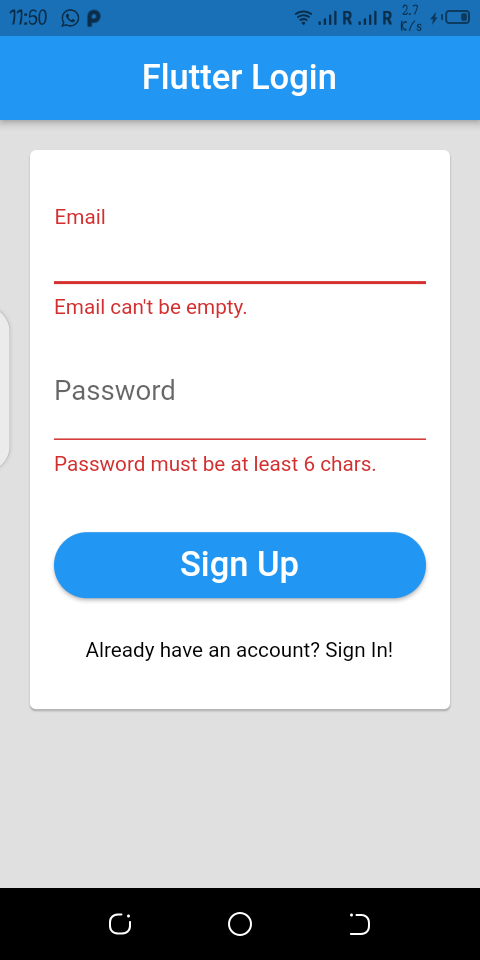 11:50
R R 2.7 K/s
Flutter Login
Email
Email can't be empty.
Password
Password must be at least 6 chars.
Sign Up
Already have an account? Sign In!